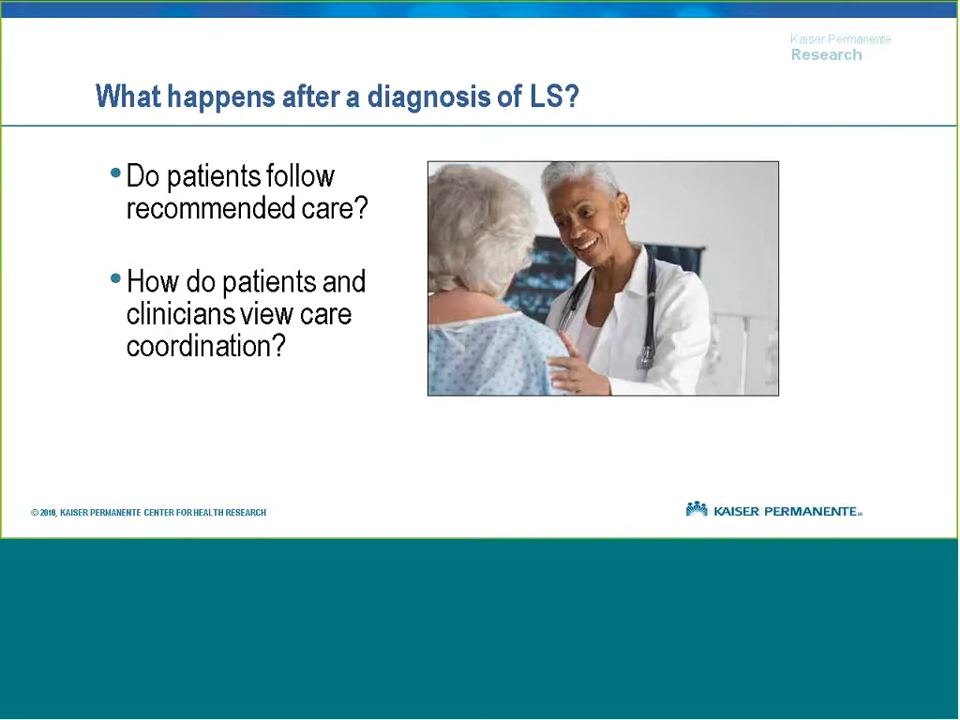 Kaiser Permanente
Research
What happens after a diagnosis of LS?
• Do patients follow
recommended care?
• How do patients and
clinicians view care
coordination?
© 2018, KAISER PERMANENTE CENTER FOR HEALTH RESEARCH
KAISER PERMANENTE®